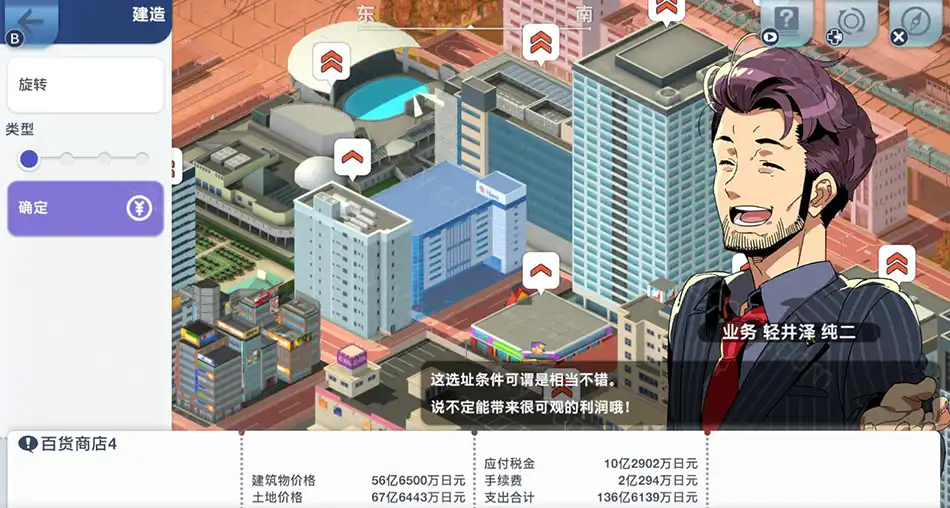 建造
B
东
南
旋转
类型
确定
业务 轻井泽 纯二
这选址条件可谓是相当不错。
说不定能带来很可观的利润哦！
百货商店4
建筑物价格 56亿6500万日元
土地价格 67亿6443万日元
应付税金 10亿2902万日元
手续费 2亿294万日元
支出合计 136亿6139万日元